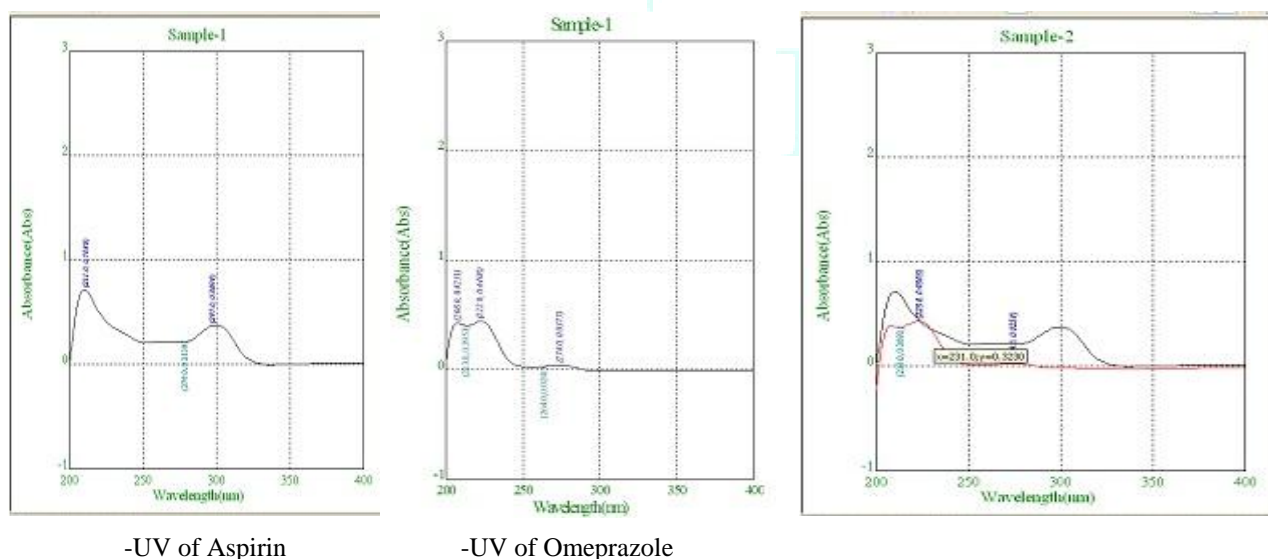 Sample-1
3
2
1
0
-1
200
250
300
350
400
Absorbance(Abs)
Wavelength(nm)
-UV of Aspirin
Sample-1
3
2
1
0
-1
200
250
300
350
400
Absorbance(Abs)
Wavelength(nm)
-UV of Omeprazole
Sample-2
3
2
1
0
-1
200
250
300
350
400
Absorbance(Abs)
x=231.0;y=0.3230
Wavelength(nm)